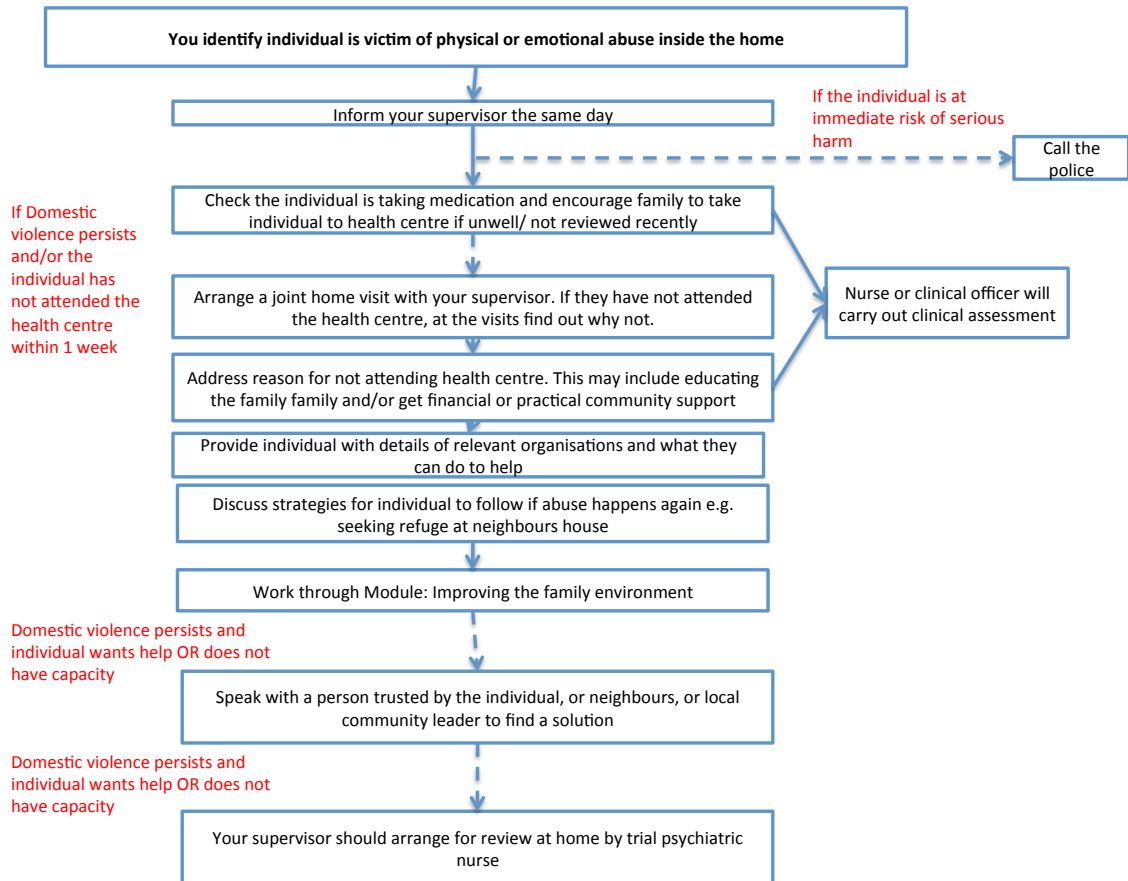 You identify individual is victim of physical or emotional abuse inside the home
Inform your supervisor the same day
If the individual is at
immediate risk of serious
harm
Call the
police
Check the individual is taking medication and encourage family to take
individual to health centre if unwell/ not reviewed recently
If Domestic
violence persists
and/or the
individual has
not attended the
health centre
within 1 week
Arrange a joint home visit with your supervisor. If they have not attended
the health centre, at the visits find out why not.
Nurse or clinical officer will
carry out clinical assessment
Address reason for not attending health centre. This may include educating
the family family and/or get financial or practical community support
Provide individual with details of relevant organisations and what they
can do to help
Discuss strategies for individual to follow if abuse happens again e.g.
seeking refuge at neighbours house
Work through Module: Improving the family environment
Domestic violence persists and
individual wants help OR does not
have capacity
Speak with a person trusted by the individual, or neighbours, or local
community leader to find a solution
Domestic violence persists and
individual wants help OR does not
have capacity
Your supervisor should arrange for review at home by trial psychiatric
nurse